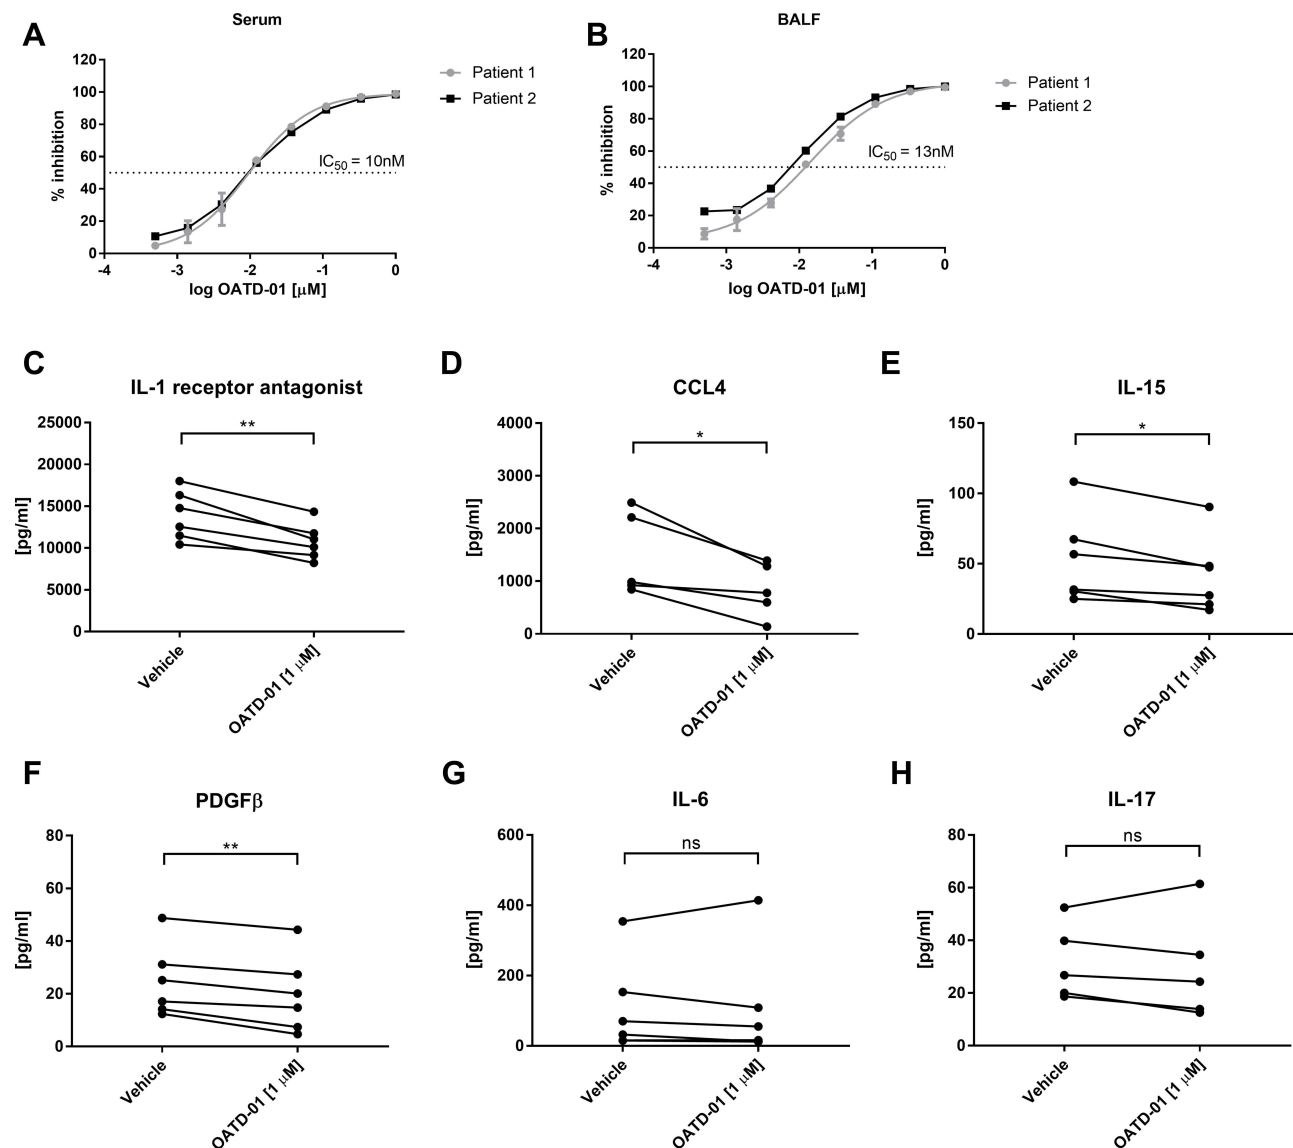 A
Serum
120
100
80
60
40
20
0
% inhibition
IC50 = 10nM
-4
-3
-2
-1
0
log OATD-01 [µM]
Patient 1
Patient 2
B
BALF
120
100
80
60
40
20
0
% inhibition
IC50 = 13nM
-4
-3
-2
-1
0
log OATD-01 [µM]
Patient 1
Patient 2
C
IL-1 receptor antagonist
25000
20000
15000
10000
5000
0
[pg/ml]
**
Vehicle
OATD-01 [1 µM]
D
CCL4
4000
3000
2000
1000
0
[pg/ml]
*
Vehicle
OATD-01 [1 µM]
E
IL-15
150
100
50
0
[pg/ml]
*
Vehicle
OATD-01 [1 µM]
F
PDGFβ
80
60
40
20
0
[pg/ml]
**
Vehicle
OATD-01 [1 µM]
G
IL-6
600
400
200
0
[pg/ml]
ns
Vehicle
OATD-01 [1 µM]
H
IL-17
80
60
40
20
0
[pg/ml]
ns
Vehicle
OATD-01 [1 µM]